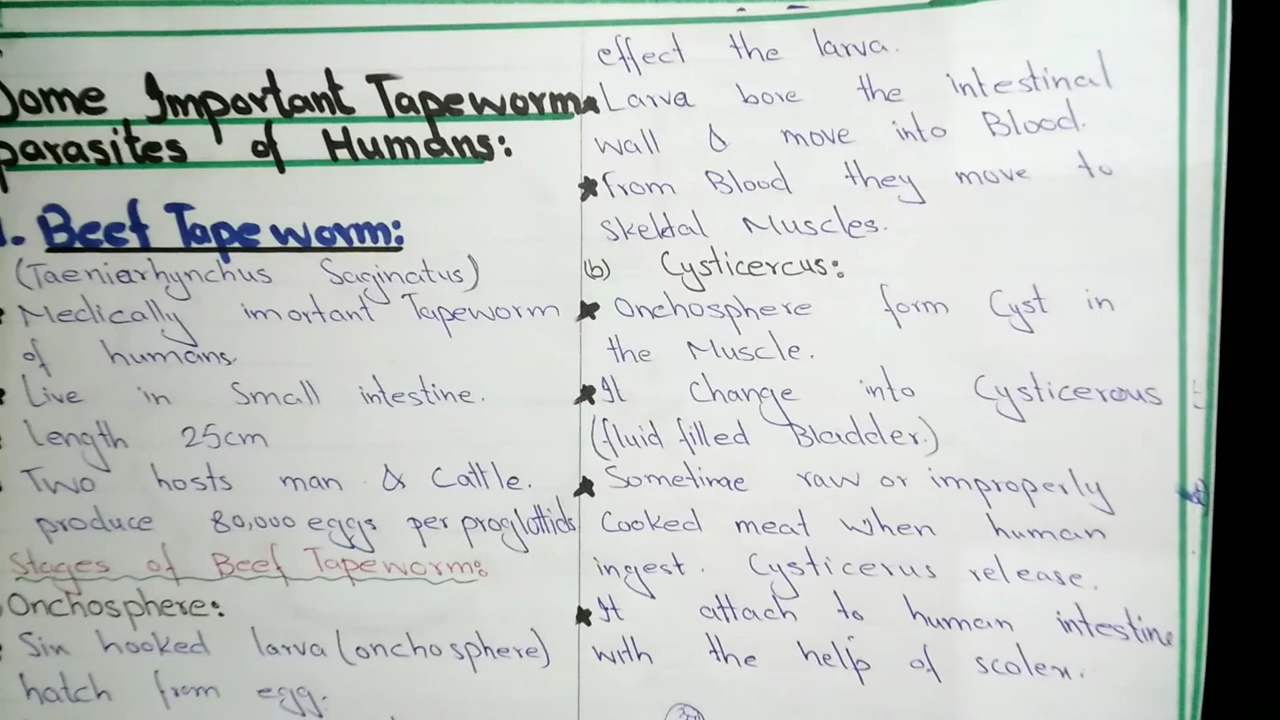 Some Important Tapeworm
parasites of Humans:
1. Beef Tapeworm:
(Taeniarhynchus Saginatus)
Medically imortant Tapeworm
of humans.
Live in Small intestine.
Length 25cm
Two hosts man & Cattle.
produce 80,000 eggs per proglottids
Stages of Beef Tapeworm:
Onchosphere:
Six hooked larva (onchosphere)
hatch from egg.
effect the larva.
★ Larva bore the intestinal
wall & move into Blood.
★ from Blood they move to
skeltal Muscles.
(b) Cysticercus:
★ Onchosphere form Cyst in
the Muscle.
★ It Change into Cysticerous
(fluid filled Bladder.)
★ Sometimae raw or improperly
Cooked meat when human
ingest. Cysticerus release.
★ It attach to human intestine
with the help of scolex.